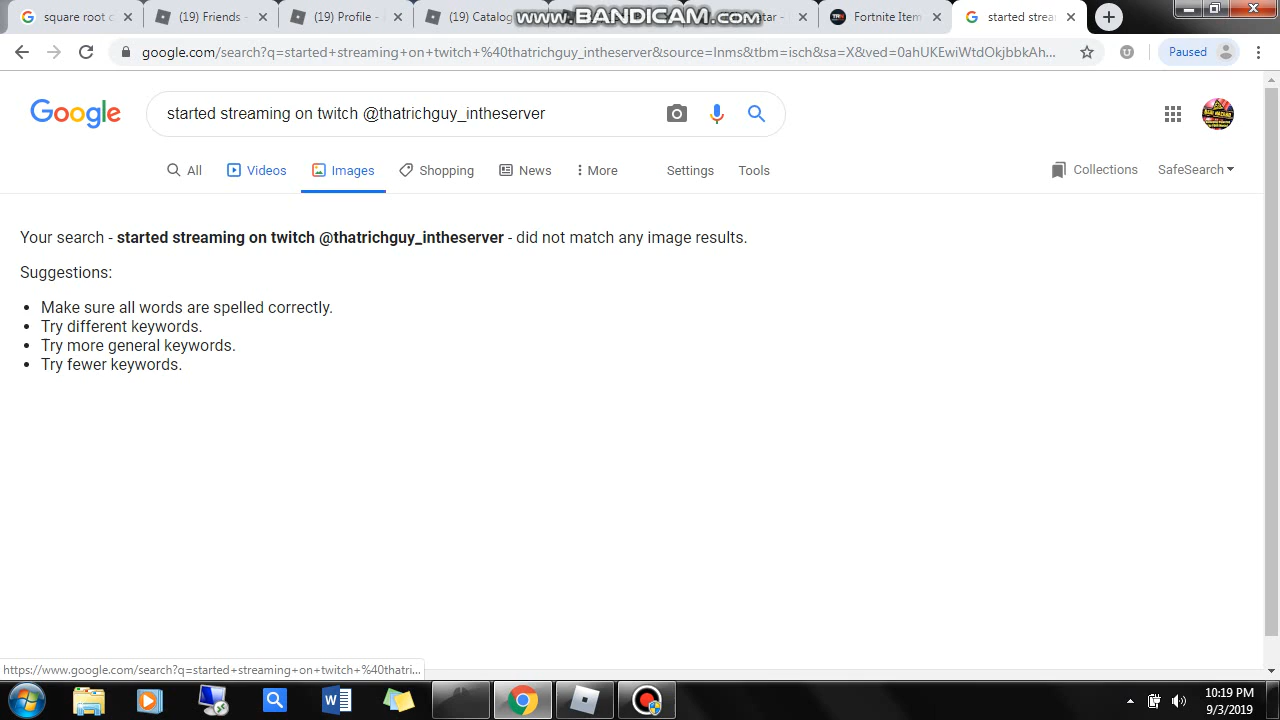 square root c
(19) Friends -
(19) Profile -
(19) Catalog
www.BANDICAM.com
tar -
Fortnite Item
started strea
google.com/search?q=started+streaming+on+twitch+%40thatrichguy_intheserver&source=lnms&tbm=isch&sa=X&ved=0ahUKEwiWtdOkjbbkAh...
Paused
Google
started streaming on twitch @thatrichguy_intheserver
All
Videos
Images
Shopping
News
More
Settings
Tools
Collections
SafeSearch
Your search - started streaming on twitch @thatrichguy_intheserver - did not match any image results.
Suggestions:
Make sure all words are spelled correctly.
Try different keywords.
Try more general keywords.
Try fewer keywords.
https://www.google.com/search?q=started+streaming+on+twitch+%40thatri...
10:19 PM
9/3/2019